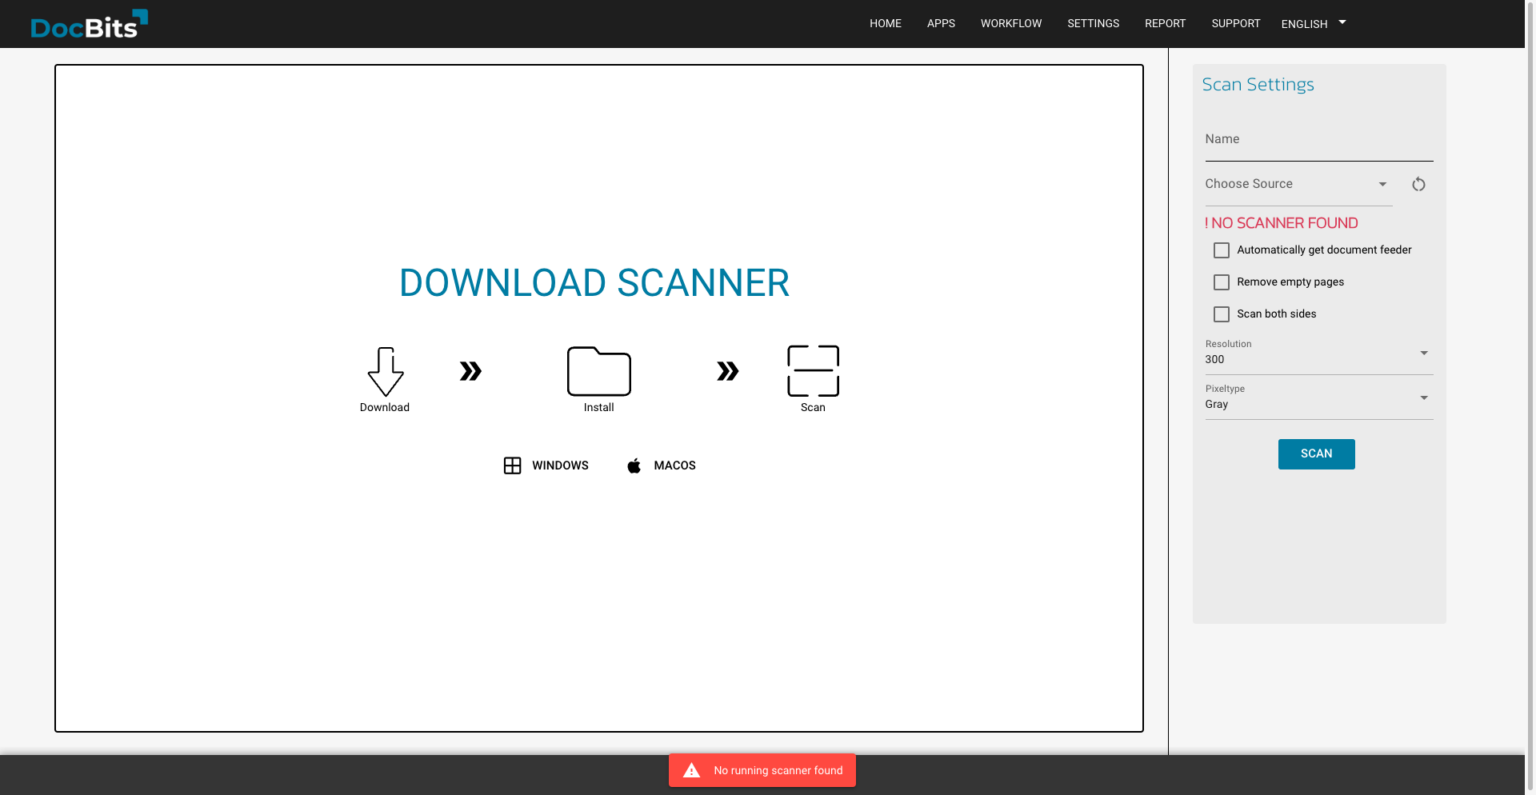 DocBits
HOME APPS WORKFLOW SETTINGS REPORT SUPPORT ENGLISH
DOWNLOAD SCANNER
Download
Install
Scan
WINDOWS MACOS
Scan Settings
Name
Choose Source
! NO SCANNER FOUND
Automatically get document feeder
Remove empty pages
Scan both sides
Resolution
300
Pixeltype
Gray
SCAN
No running scanner found